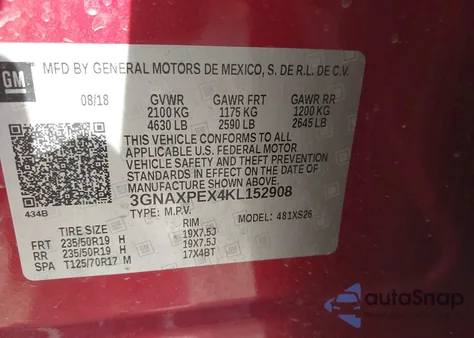 GM
MFD BY GENERAL MOTORS DE MEXICO, S. DE R.L. DE C.V.
08/18 GVWR GAWR FRT GAWR RR
2100 KG 1175 KG 1200 KG
4630 LB 2590 LB 2645 LB
THIS VEHICLE CONFORMS TO ALL
APPLICABLE U.S. FEDERAL MOTOR
VEHICLE SAFETY AND THEFT PREVENTION
STANDARDS IN EFFECT ON THE DATE OF
MANUFACTURE SHOWN ABOVE.
434B 3GNAXPEX4KL152908
TYPE: M.P.V. MODEL: 481XS26
TIRE SIZE RIM
FRT 235/50R19 H 19X7.5J
RR 235/50R19 H 19X7.5J
SPA T125/70R17 M 17X4BT
autoSnap